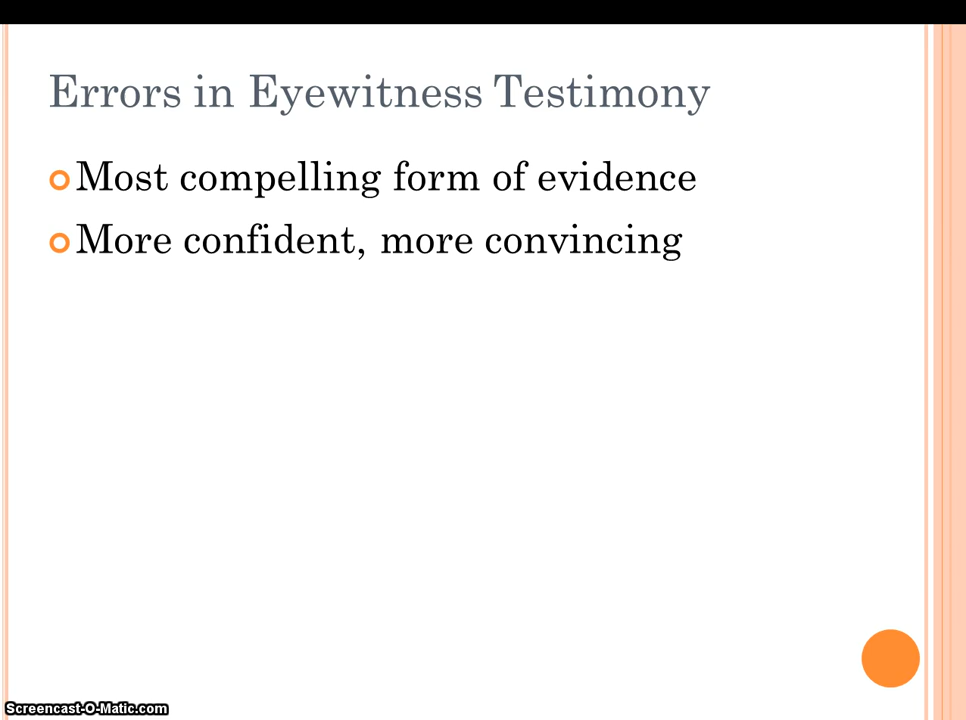 Errors in Eyewitness Testimony
Most compelling form of evidence
More confident, more convincing
Screencast-O-Matic.com